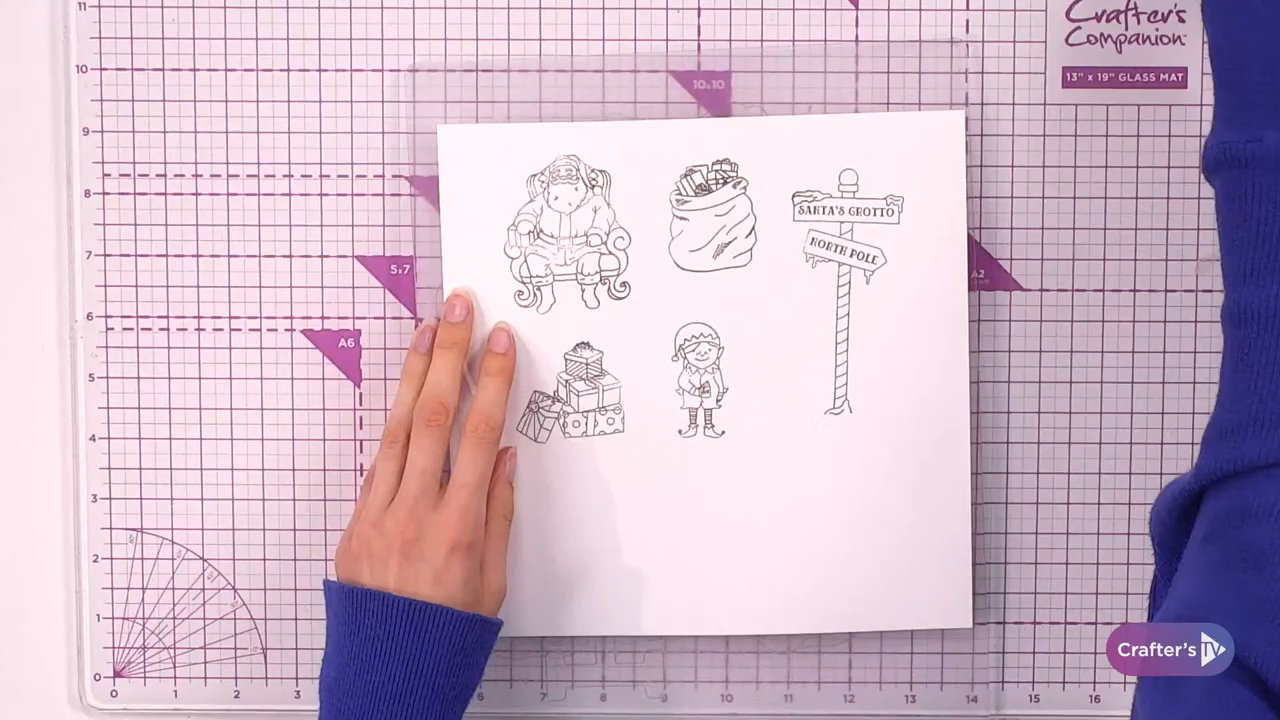 Crafter's
Companion
13" x 19" GLASS MAT
11
10
10x10
9
8
SANTA'S GROTTO
NORTH POLE
7
5x7
A2
6
A6
5
4
3
2
1
0
0 1 2 3 6 7 8 9 10 11 12 13 14 15 16
Crafter's TV